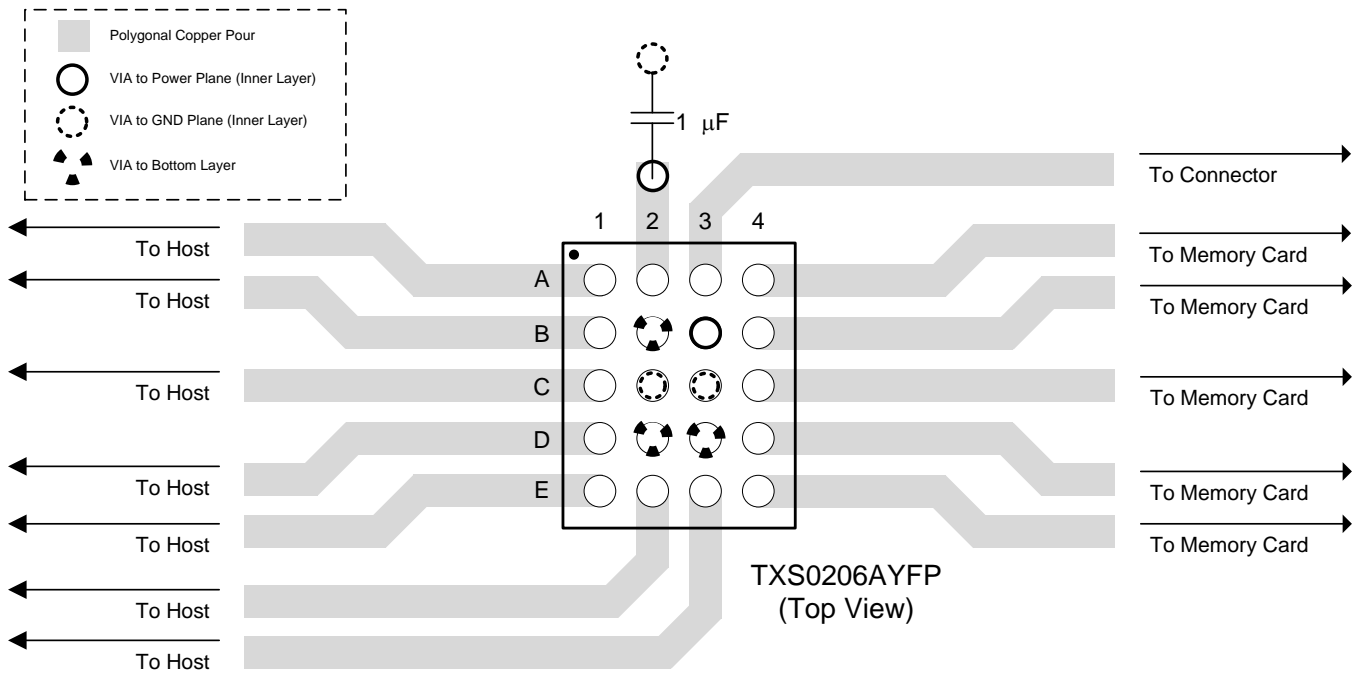 Polygonal Copper Pour
VIA to Power Plane (Inner Layer)
VIA to GND Plane (Inner Layer)
VIA to Bottom Layer
1 μF
To Connector
1 2 3 4
To Host
To Memory Card
A
To Host
To Memory Card
B
C
To Host
To Memory Card
D
E
To Host
To Memory Card
To Host
To Memory Card
TXS0206AYFP
(Top View)
To Host
To Host